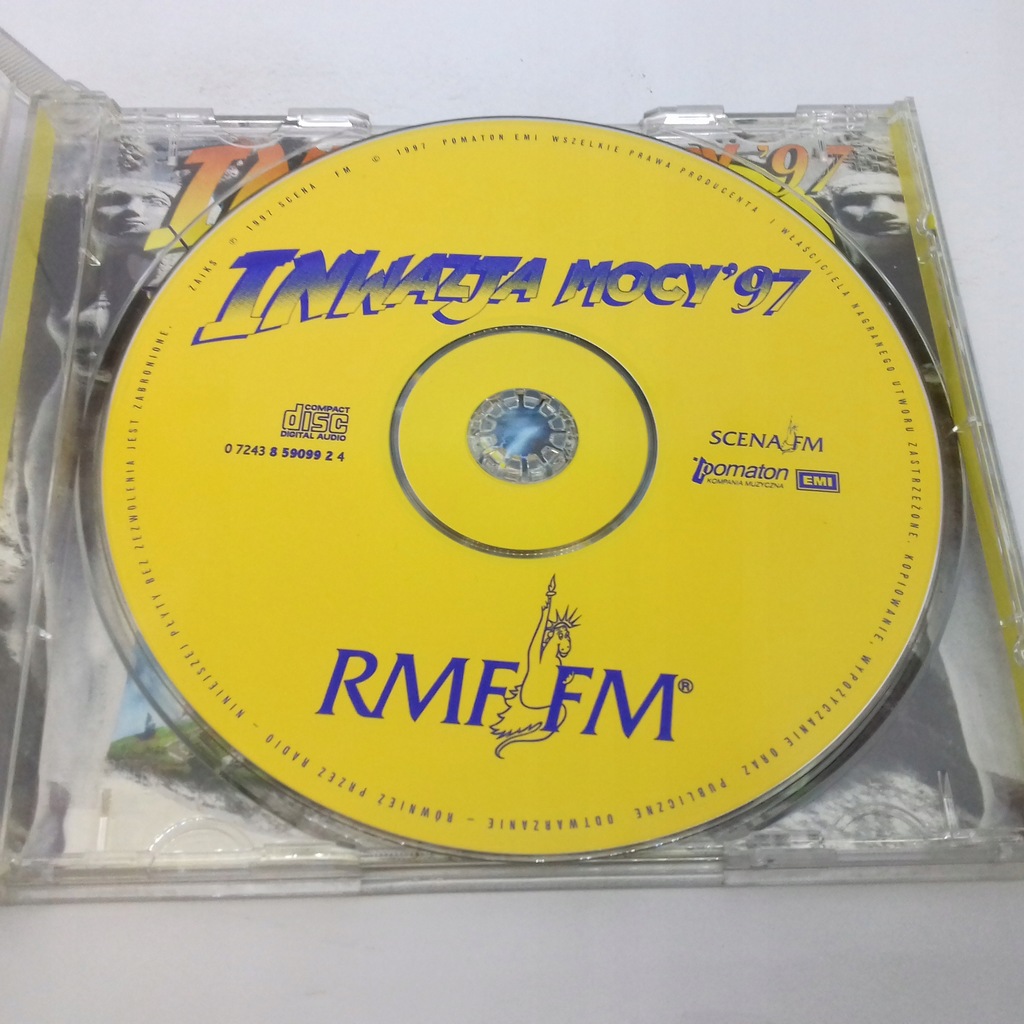 ZAIKS ℗ 1997 SCENA FM © 1997 POMATON EMI WSZELKIE PRAWA PRODUCENTA I WŁAŚCICIELA NAGRANEGO UTWORU ZASTRZEŻONE. KOPIOWANIE, WYPOŻYCZANIE ORAZ PUBLICZNE ODTWARZANIE – RÓWNIEŻ PRZEZ RADIO – NINIEJSZEJ PŁYTY BEZ ZEZWOLENIA JEST ZABRONIONE.
'97
INWAZJA MOCY '97
COMPACT
disc
DIGITAL AUDIO
0 7243 8 59099 2 4
SCENA FM
pomaton EMI
KOMPANIA MUZYCZNA
RMF FM®